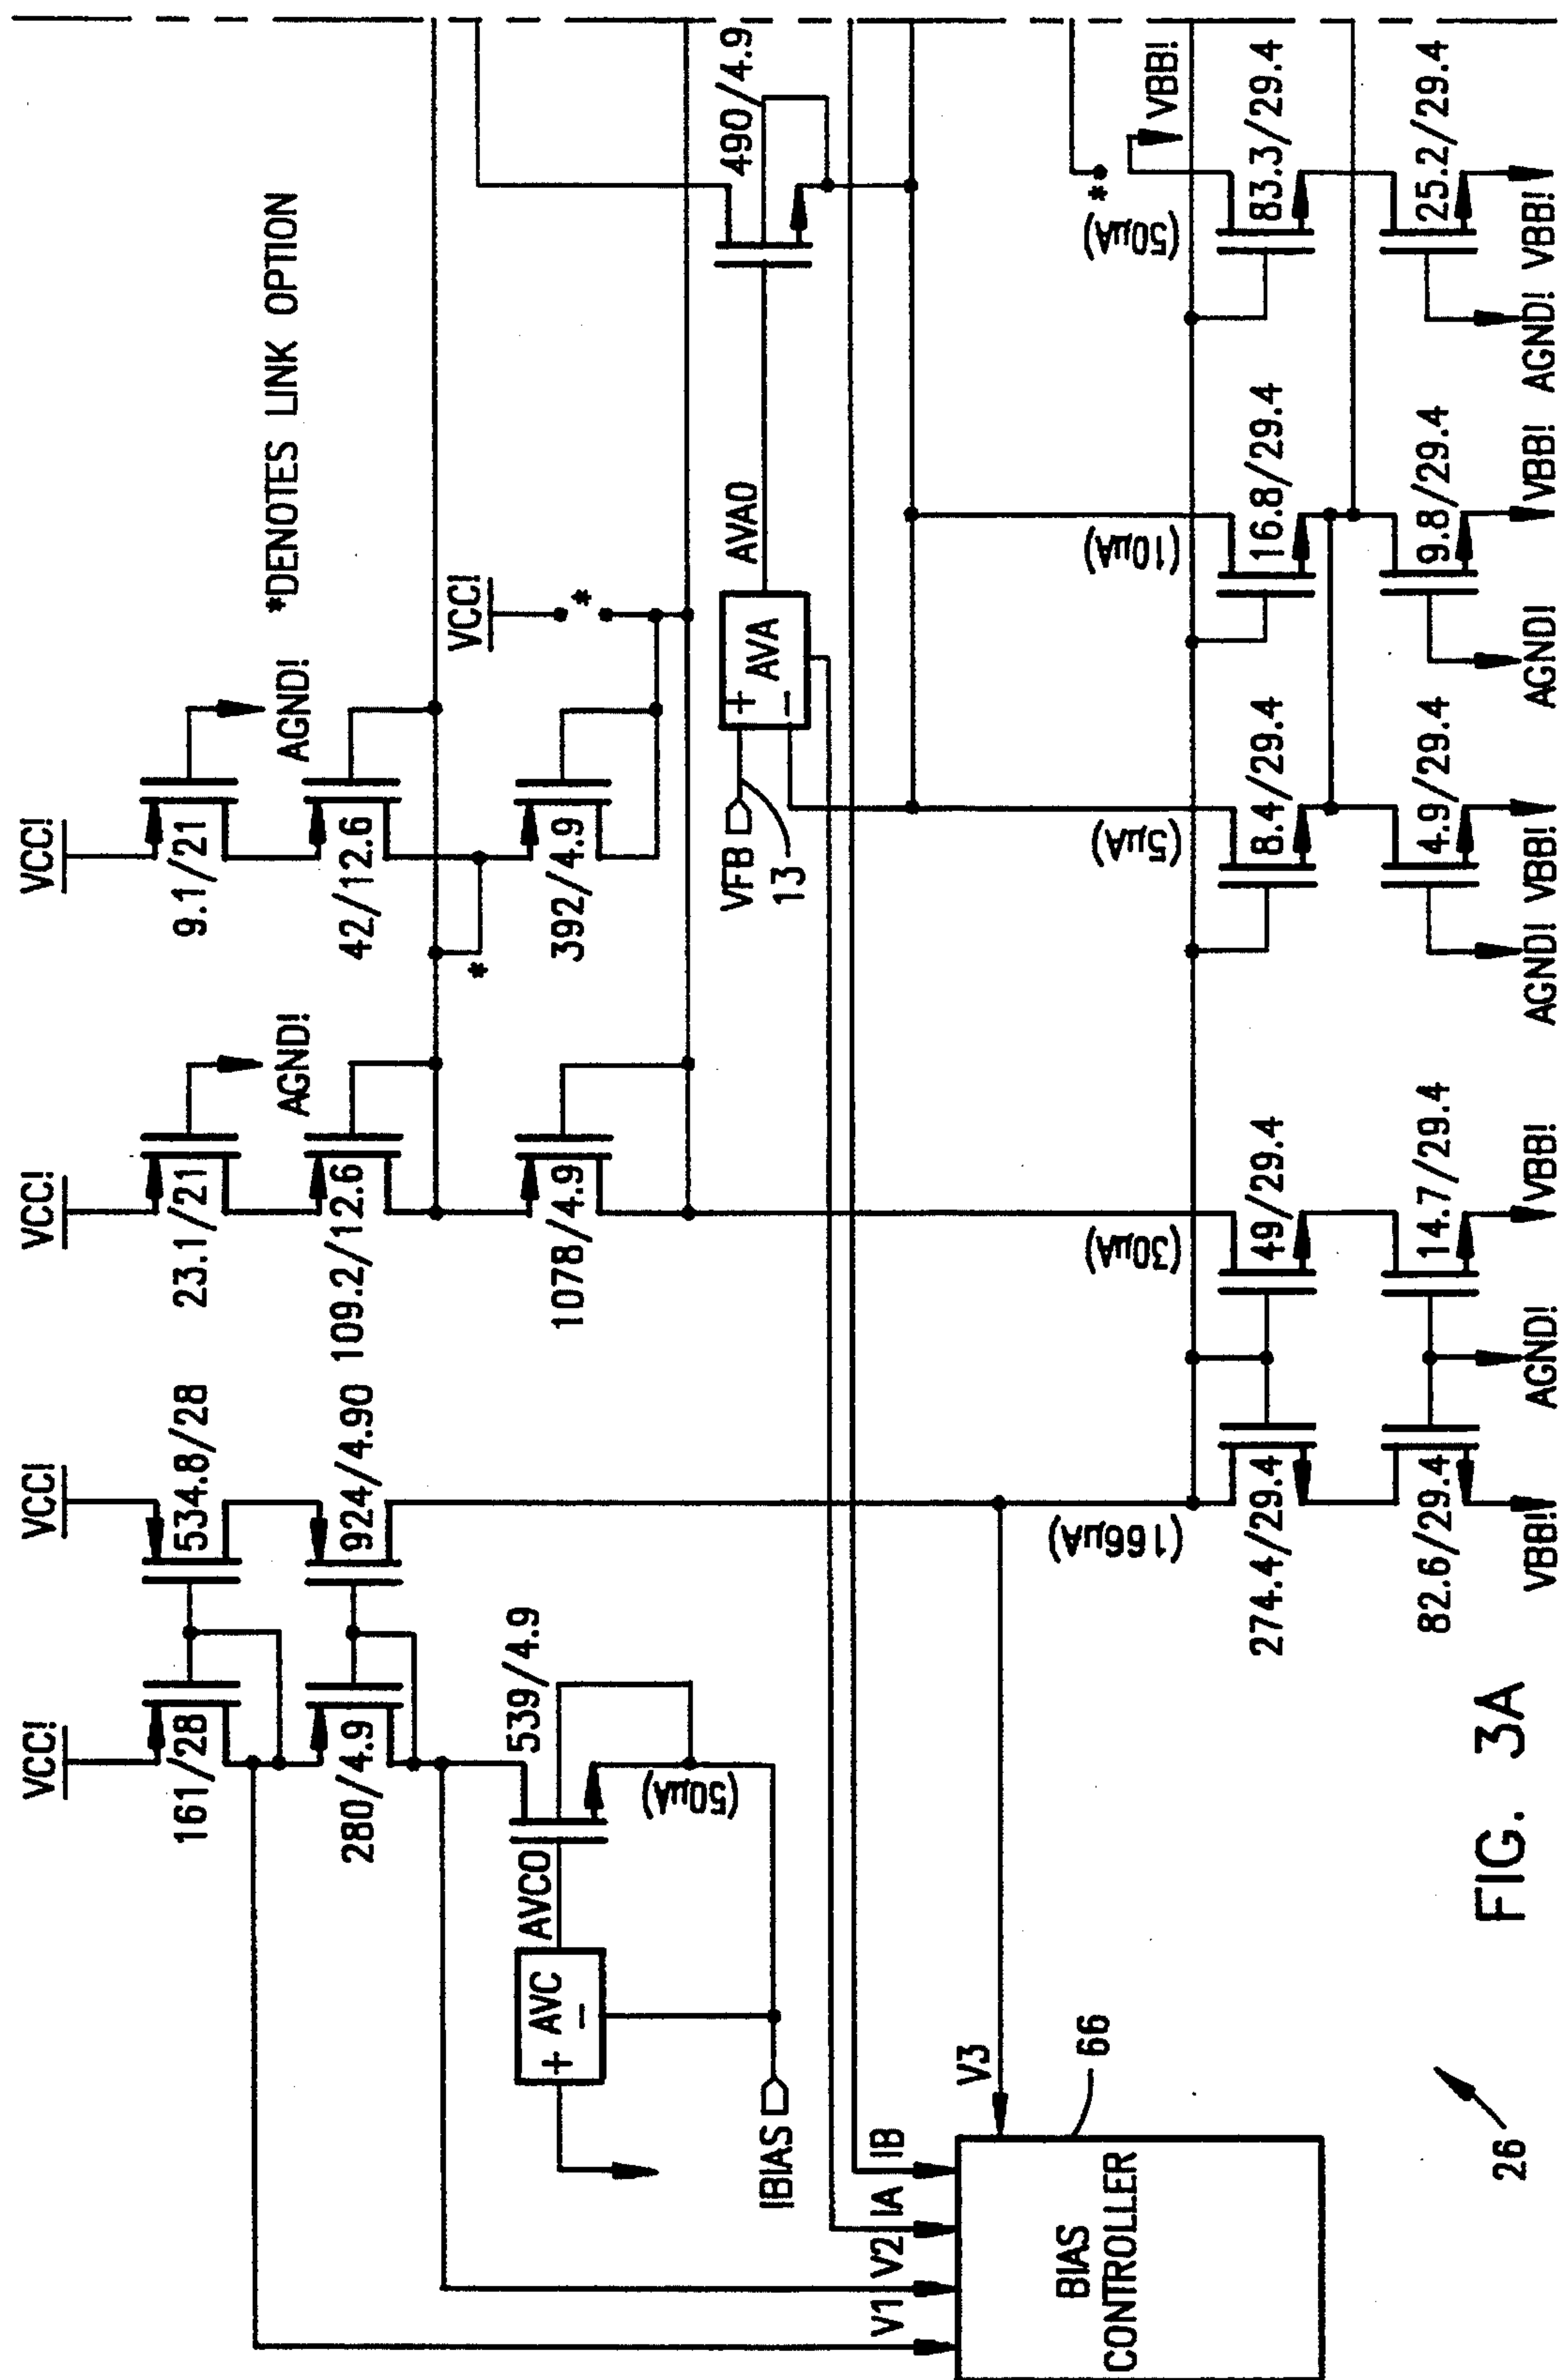 VCC!
VCC!
VCC!
VCC!
161/28
534.8/28
23.1/21
AGND!
9.1/21
AGND!
*DENOTES LINK OPTION
280/4.9
924/4.90
109.2/12.6
42/12.6
VCC!
*
*
AVC
+
−
AVCO
539/4.9
(50µA)
1078/4.9
392/4.9
IBIAS
VFB
13
+
AVA
−
AVAO
490/4.9
V1
V2
IA
IB
V3
BIAS
CONTROLLER
66
(166µA)
(30µA)
(5µA)
(10µA)
(50µA)
*
VBB!
274.4/29.4
49/29.4
8.4/29.4
16.8/29.4
83.3/29.4
82.6/29.4
14.7/29.4
4.9/29.4
9.8/29.4
25.2/29.4
VBB!
AGND!
VBB!
AGND!
VBB!
AGND!
VBB!
AGND!
VBB!
26
FIG. 3A